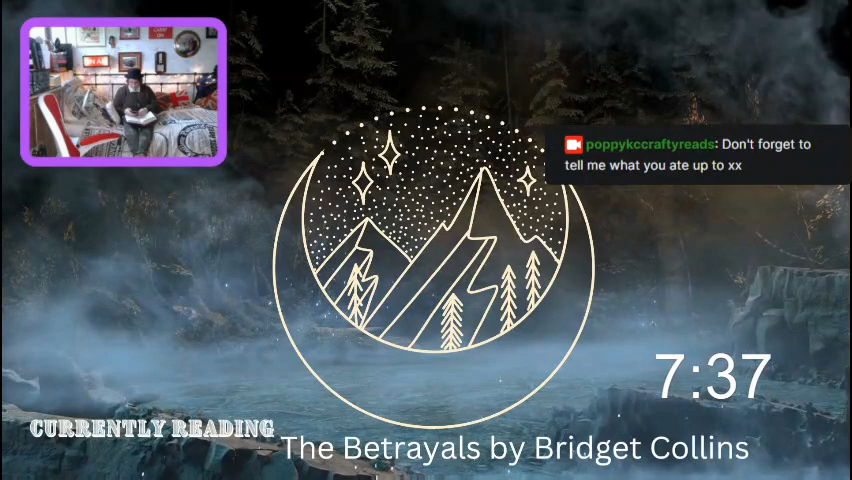 poppykccraftyreads: Don't forget to
tell me what you ate up to xx
7:37
CURRENTLY READING
The Betrayals by Bridget Collins